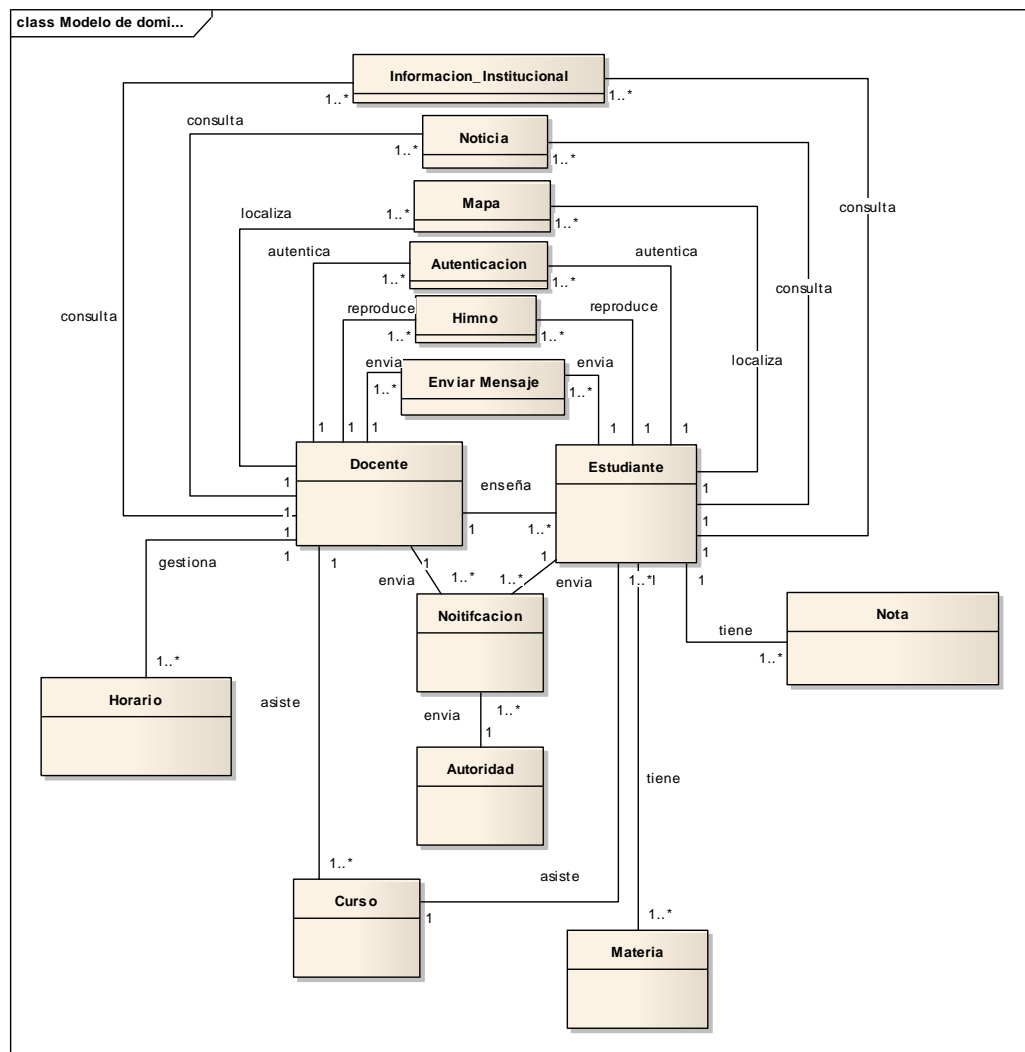 class Modelo de domi...
Informacion_Institucional
1..*
1..*
consulta
Noticia
1..*
1..*
Mapa
localiza
1..*
1..*
consulta
autentica
Autenticacion
autentica
1..*
1..*
consulta
consulta
reproduce
Himno
reproduce
1..*
1..*
envia
Enviar Mensaje
envia
localiza
1..*
1..*
1
1
1
1
1
1
Docente
Estudiante
enseña
1
1
1
1
1
1..*
1
1
1
1
1
1
1
1..*l
1
gestiona
envia
1..*
1..*
envia
Noitifcacion
Nota
tiene
1..*
1..*
Horario
asiste
envia
1..*
1
Autoridad
tiene
1..*
asiste
Curso
1
1..*
Materia